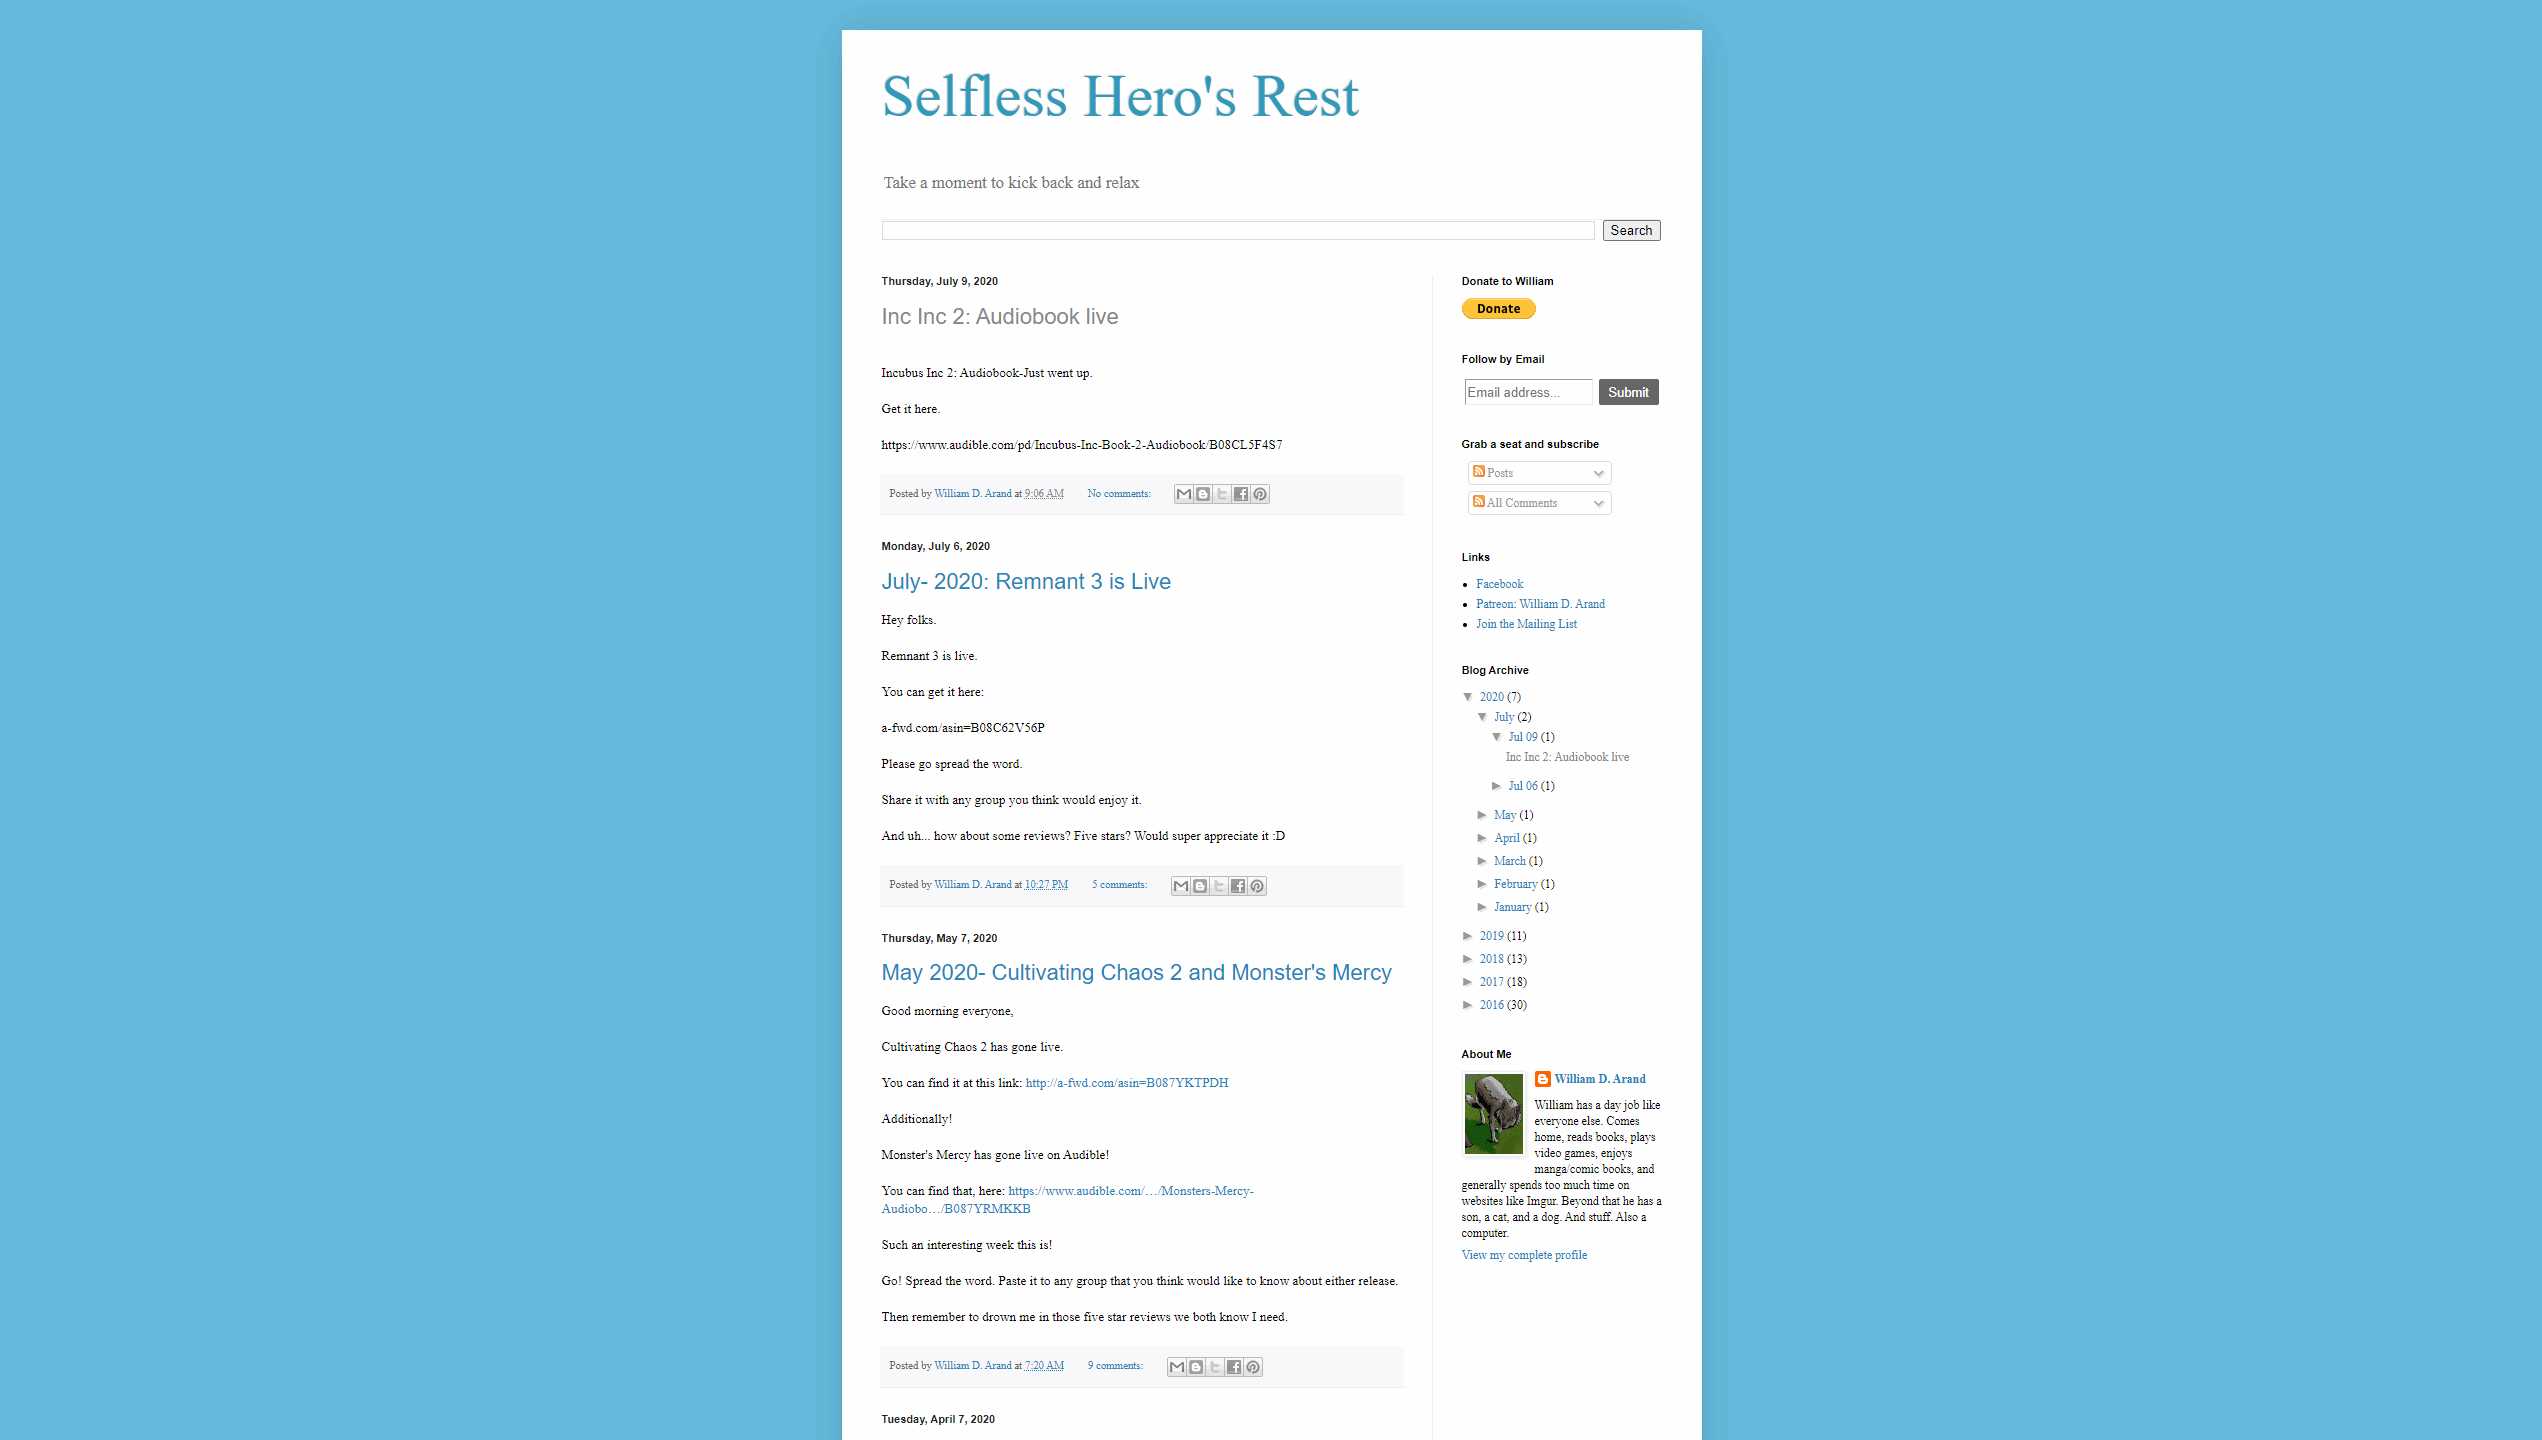 Selfless Hero's Rest
Take a moment to kick back and relax
Search
Thursday, July 9, 2020
Inc Inc 2: Audiobook live
Incubus Inc 2: Audiobook-Just went up.
Get it here.
https://www.audible.com/pd/Incubus-Inc-Book-2-Audiobook/B08CL5F4S7
Posted by William D. Arand at 9:06 AM No comments:
Monday, July 6, 2020
July- 2020: Remnant 3 is Live
Hey folks.
Remnant 3 is live.
You can get it here:
a-fwd.com/asin=B08C62V56P
Please go spread the word.
Share it with any group you think would enjoy it.
And uh... how about some reviews? Five stars? Would super appreciate it :D
Posted by William D. Arand at 10:27 PM 5 comments:
Thursday, May 7, 2020
May 2020- Cultivating Chaos 2 and Monster's Mercy
Good morning everyone,
Cultivating Chaos 2 has gone live.
You can find it at this link: http://a-fwd.com/asin=B087YKTPDH
Additionally!
Monster's Mercy has gone live on Audible!
You can find that, here: https://www.audible.com/…/Monsters-Mercy-
Audiobo…/B087YRMKKB
Such an interesting week this is!
Go! Spread the word. Paste it to any group that you think would like to know about either release.
Then remember to drown me in those five star reviews we both know I need.
Posted by William D. Arand at 7:20 AM 9 comments:
Tuesday, April 7, 2020
Donate to William
Donate
Follow by Email
Email address...
Submit
Grab a seat and subscribe
Posts
All Comments
Links
Facebook
Patreon: William D. Arand
Join the Mailing List
Blog Archive
▼ 2020 (7)
▼ July (2)
▼ Jul 09 (1)
Inc Inc 2: Audiobook live
► Jul 06 (1)
► May (1)
► April (1)
► March (1)
► February (1)
► January (1)
► 2019 (11)
► 2018 (13)
► 2017 (18)
► 2016 (30)
About Me
William D. Arand
William has a day job like
everyone else. Comes
home, reads books, plays
video games, enjoys
manga/comic books, and
generally spends too much time on
websites like Imgur. Beyond that he has a
son, a cat, and a dog. And stuff. Also a
computer.
View my complete profile